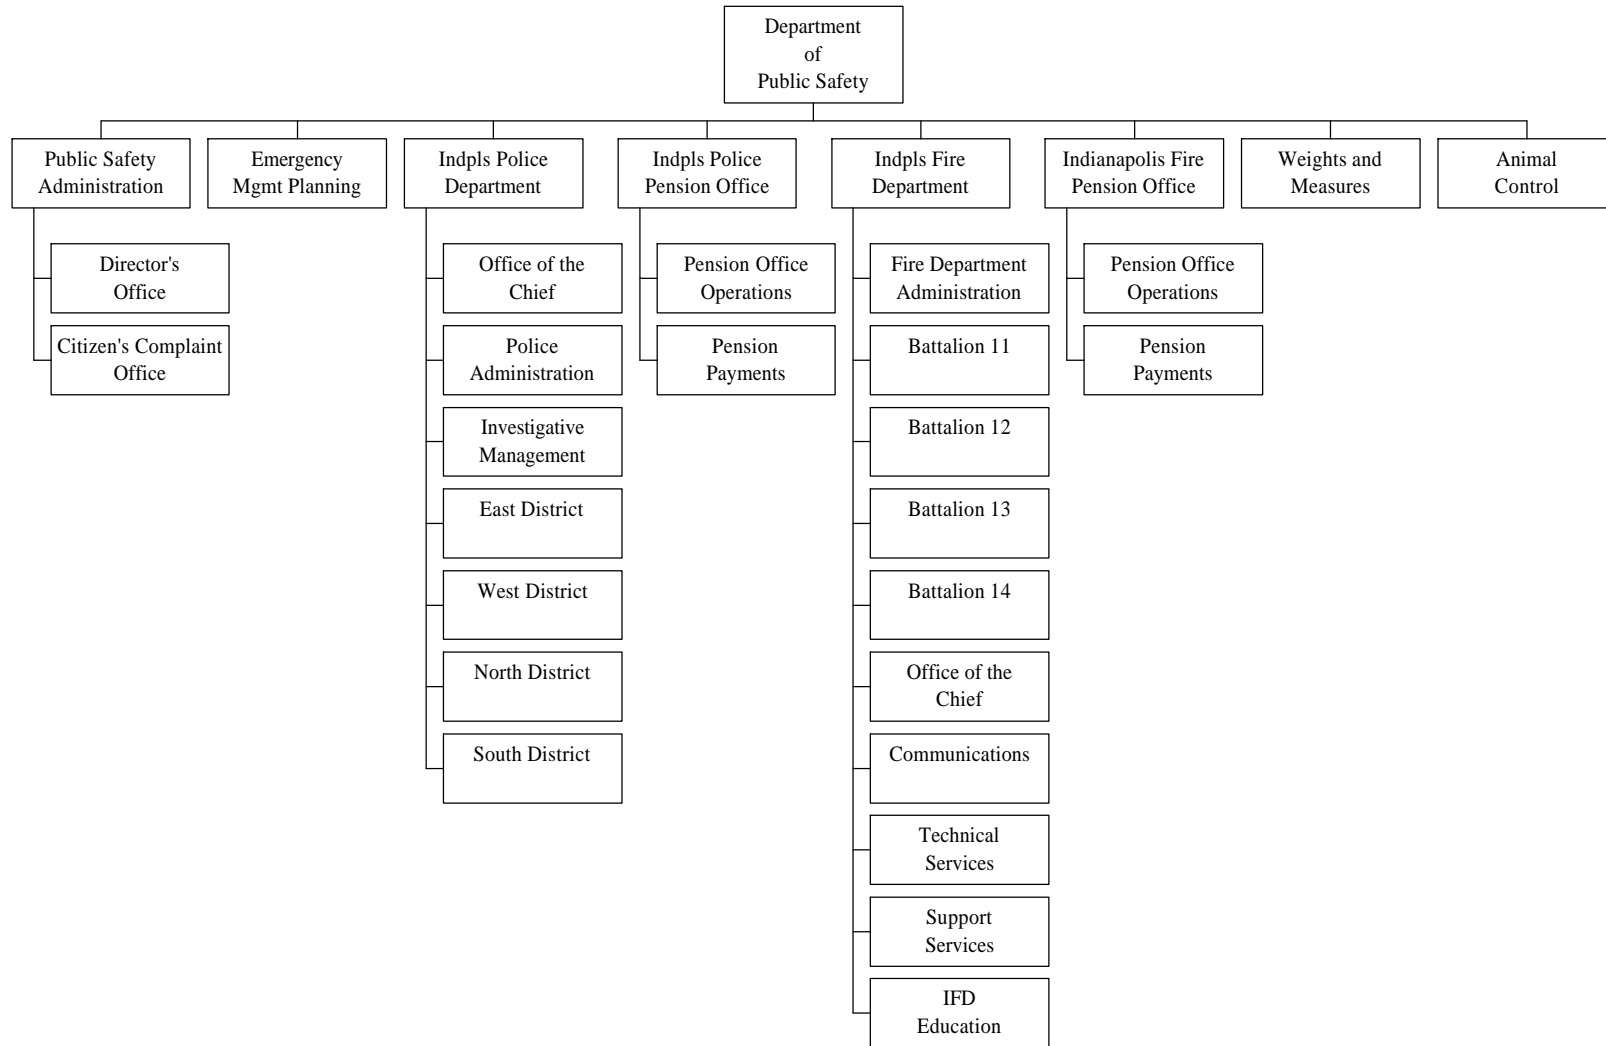 Department
of
Public Safety
Public Safety
Administration
Emergency
Mgmt Planning
Indpls Police
Department
Indpls Police
Pension Office
Indpls Fire
Department
Indianapolis Fire
Pension Office
Weights and
Measures
Animal
Control
Director's
Office
Citizen's Complaint
Office
Office of the
Chief
Police
Administration
Investigative
Management
East District
West District
North District
South District
Pension Office
Operations
Pension
Payments
Fire Department
Administration
Battalion 11
Battalion 12
Battalion 13
Battalion 14
Office of the
Chief
Communications
Technical
Services
Support
Services
IFD
Education
Pension Office
Operations
Pension
Payments